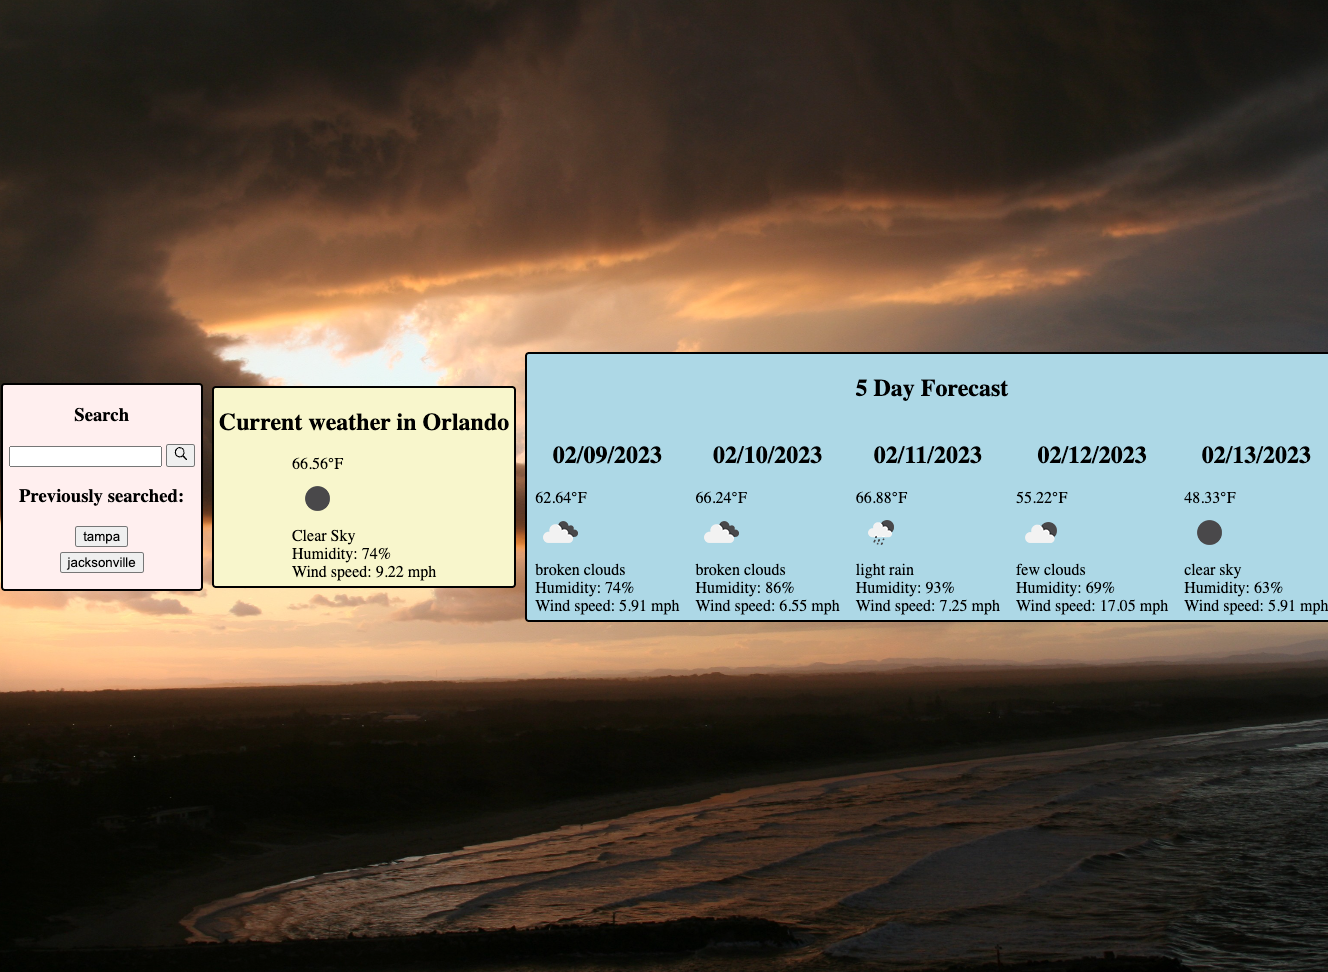 Search
Previously searched:
tampa
jacksonville
Current weather in Orlando
66.56°F
Clear Sky
Humidity: 74%
Wind speed: 9.22 mph
5 Day Forecast
02/09/2023
62.64°F
broken clouds
Humidity: 74%
Wind speed: 5.91 mph
02/10/2023
66.24°F
broken clouds
Humidity: 86%
Wind speed: 6.55 mph
02/11/2023
66.88°F
light rain
Humidity: 93%
Wind speed: 7.25 mph
02/12/2023
55.22°F
few clouds
Humidity: 69%
Wind speed: 17.05 mph
02/13/2023
48.33°F
clear sky
Humidity: 63%
Wind speed: 5.91 mph